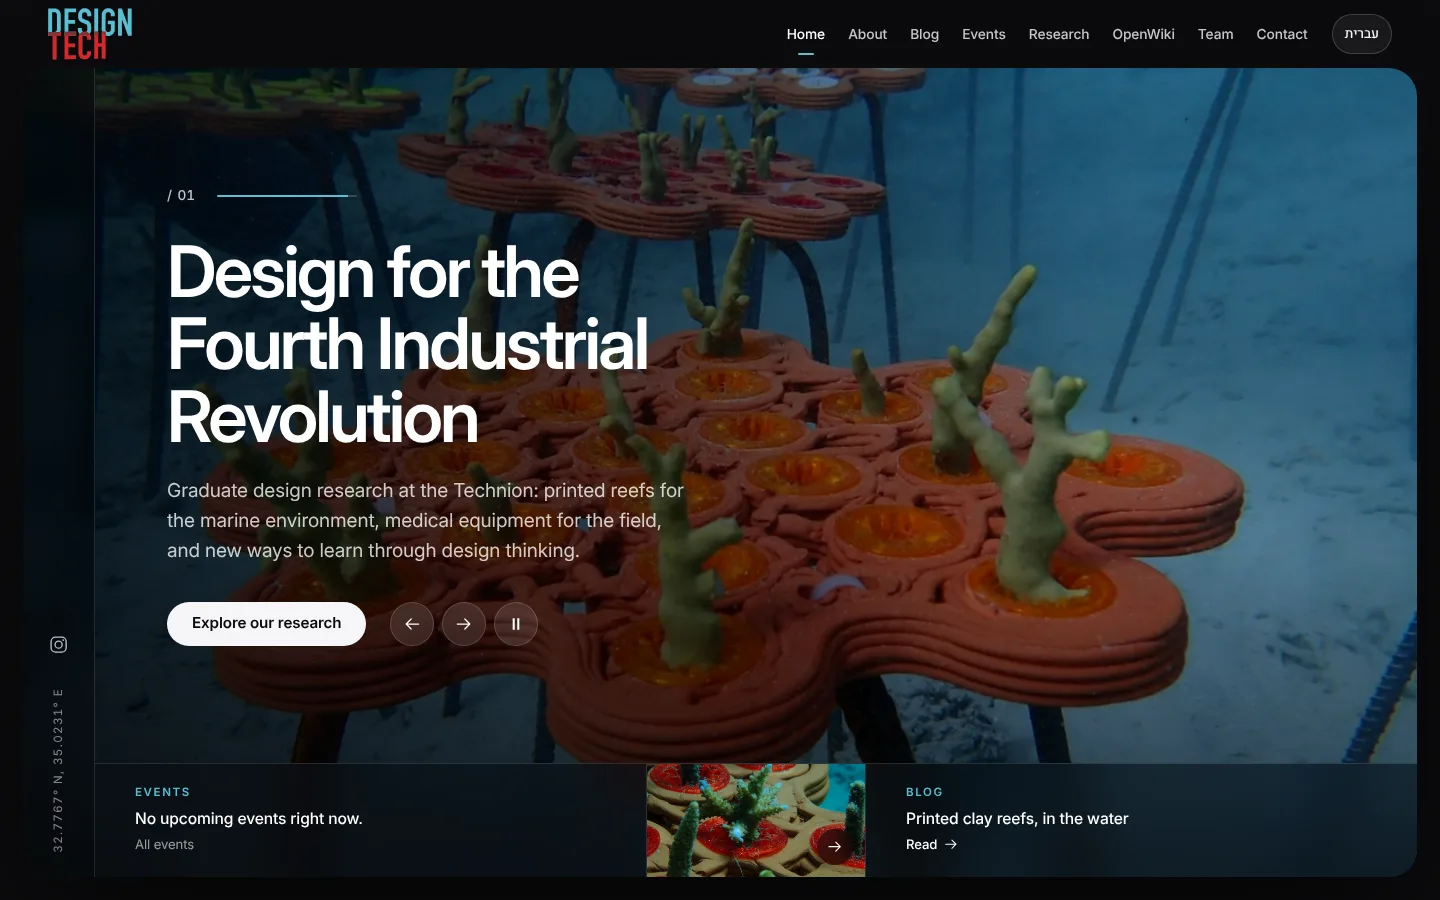 DESIGN
TECH
Home
About
Blog
Events
Research
OpenWiki
Team
Contact
עברית
/ 01
Design for the
Fourth Industrial
Revolution
Graduate design research at the Technion: printed reefs for
the marine environment, medical equipment for the field,
and new ways to learn through design thinking.
Explore our research
32.7767° N, 35.0231° E
EVENTS
No upcoming events right now.
All events
BLOG
Printed clay reefs, in the water
Read